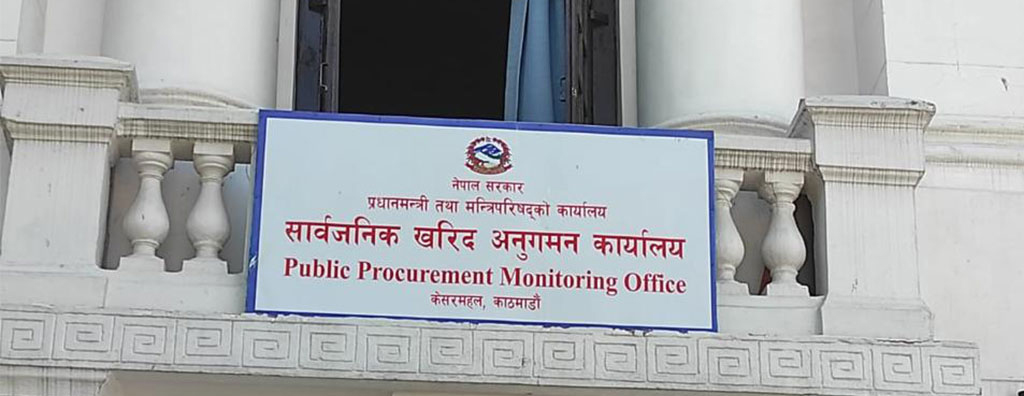 नेपाल सरकार
प्रधानमन्त्री तथा मन्त्रिपरिषद्को कार्यालय
सार्वजनिक खरिद अनुगमन कार्यालय
Public Procurement Monitoring Office
केसरमहल, काठमाडौं